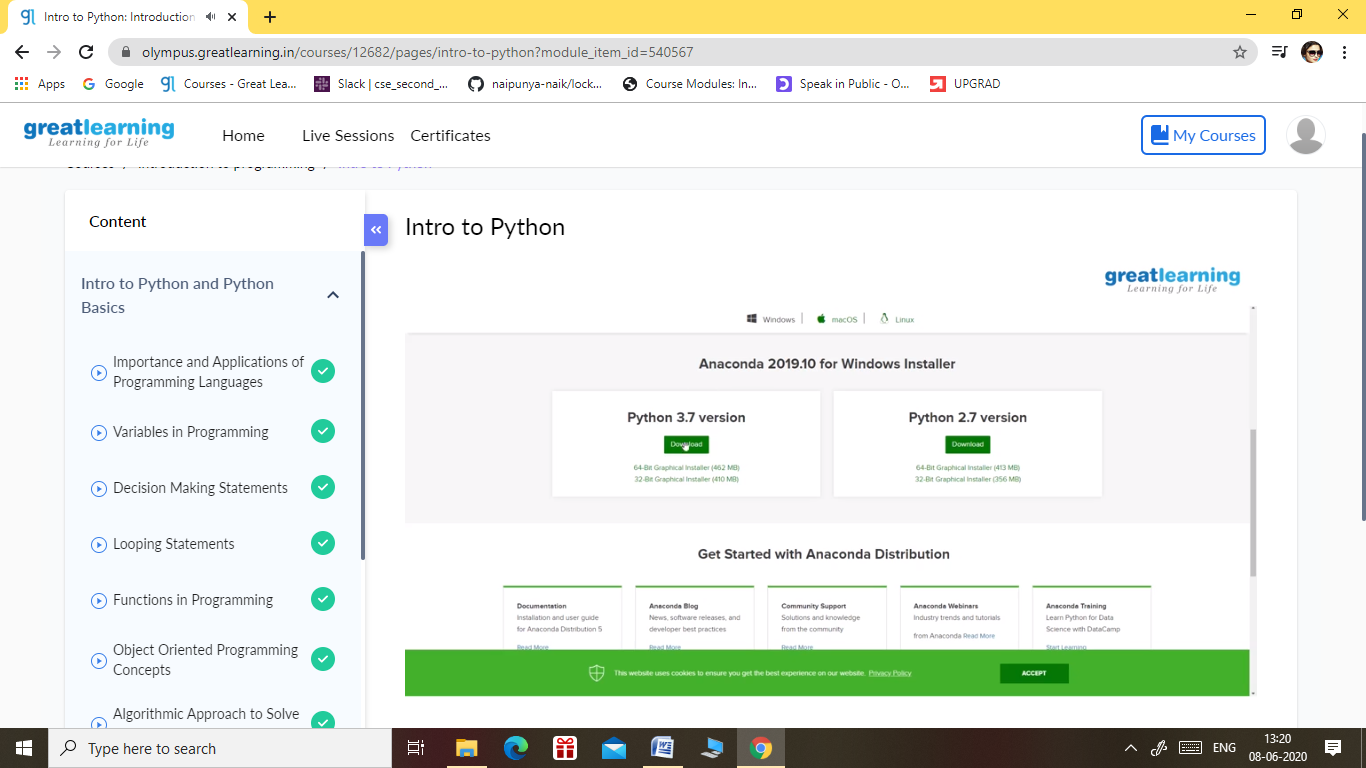 Intro to Python: Introduction
olympus.greatlearning.in/courses/12682/pages/intro-to-python?module_item_id=540567
Apps Google Courses - Great Lea... Slack | cse_second_... naipunya-naik/lock... Course Modules: In... Speak in Public - O... UPGRAD
greatlearning
Learning for Life
Home Live Sessions Certificates My Courses
Courses / Introduction to programming / Intro to Python
Content
Intro to Python and Python
Basics
Importance and Applications of
Programming Languages
Variables in Programming
Decision Making Statements
Looping Statements
Functions in Programming
Object Oriented Programming
Concepts
Algorithmic Approach to Solve
Intro to Python
greatlearning
Learning for Life
Windows | macOS | Linux
Anaconda 2019.10 for Windows Installer
Python 3.7 version
Download
64-Bit Graphical Installer (462 MB)
32-Bit Graphical Installer (410 MB)
Python 2.7 version
Download
64-Bit Graphical Installer (413 MB)
32-Bit Graphical Installer (356 MB)
Get Started with Anaconda Distribution
Documentation
Installation and user guide
for Anaconda Distribution 5
Read More
Anaconda Blog
News, software releases, and
developer best practices
Read More
Community Support
Solutions and knowledge
from the community
Read More
Anaconda Webinars
Industry trends and tutorials
from Anaconda Read More
Anaconda Training
Learn Python for Data
Science with DataCamp
Start Learning
This website uses cookies to ensure you get the best experience on our website. Privacy Policy
ACCEPT
Type here to search
ENG
13:20
08-06-2020